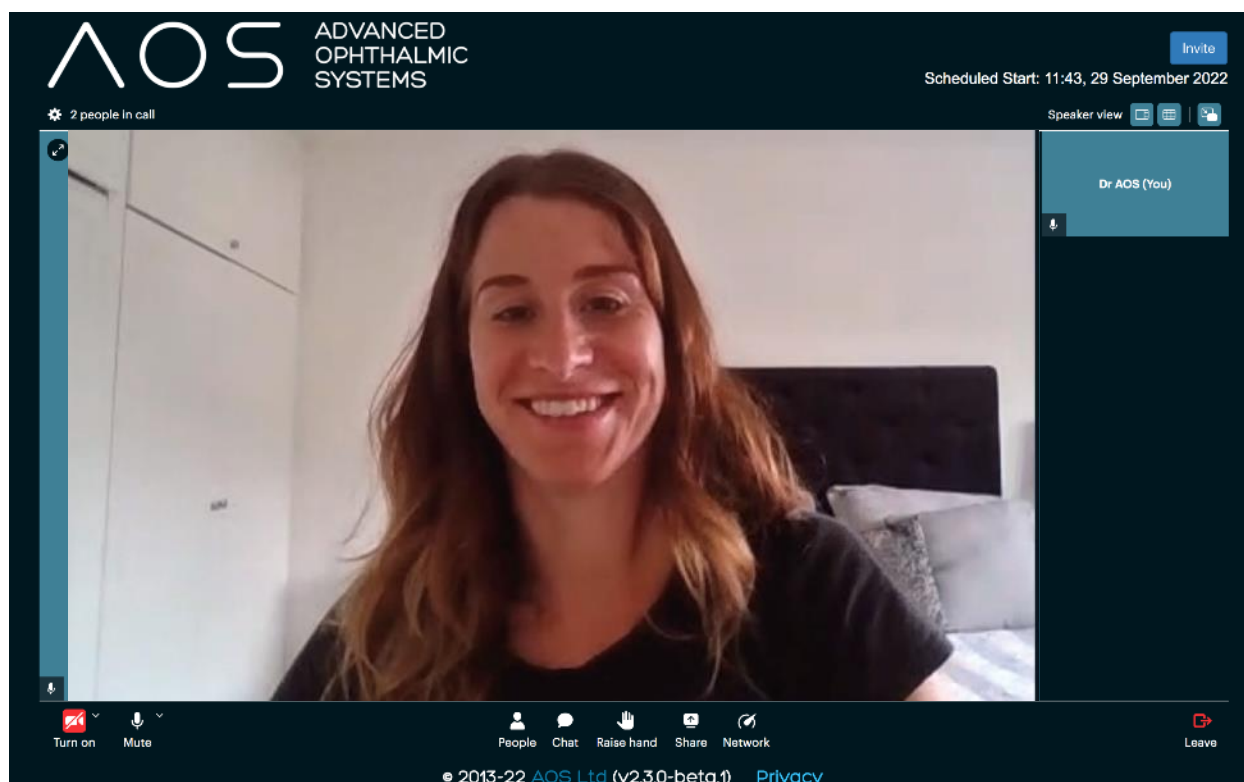 AOS
ADVANCED
OPHTHALMIC
SYSTEMS
Invite
Scheduled Start: 11:43, 29 September 2022
2 people in call
Speaker view
Dr AOS (You)
Turn on
Mute
People
Chat
Raise hand
Share
Network
Leave
© 2013-22 AOS Ltd (v2.3.0-beta.1) Privacy